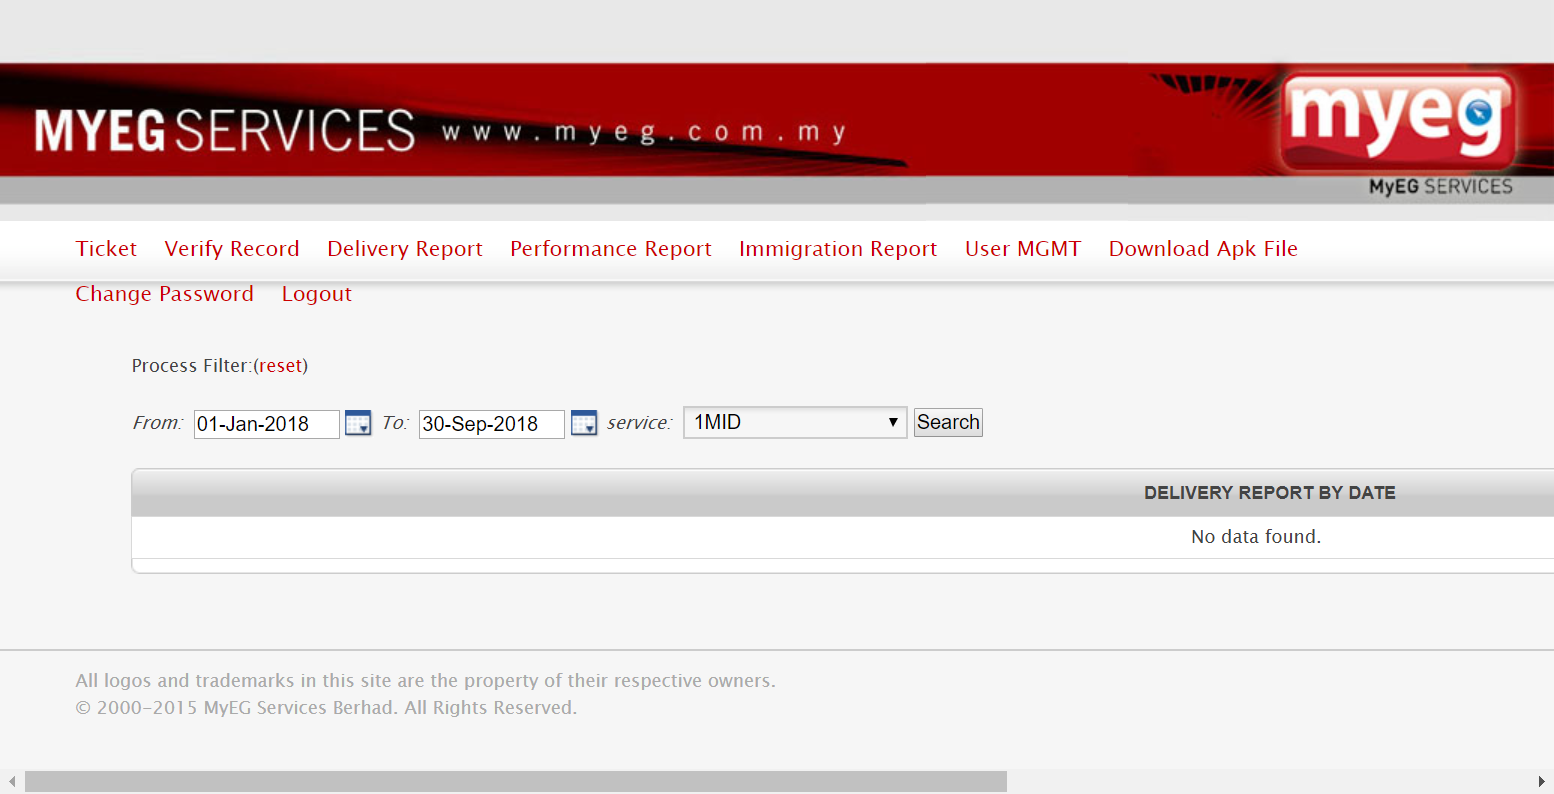 MYEG SERVICES www.myeg.com.my
myeg
MyEG SERVICES
Ticket Verify Record Delivery Report Performance Report Immigration Report User MGMT Download Apk File
Change Password Logout
Process Filter:(reset)
From: 01-Jan-2018 To: 30-Sep-2018 service: 1MID Search
DELIVERY REPORT BY DATE
No data found.
All logos and trademarks in this site are the property of their respective owners.
© 2000-2015 MyEG Services Berhad. All Rights Reserved.